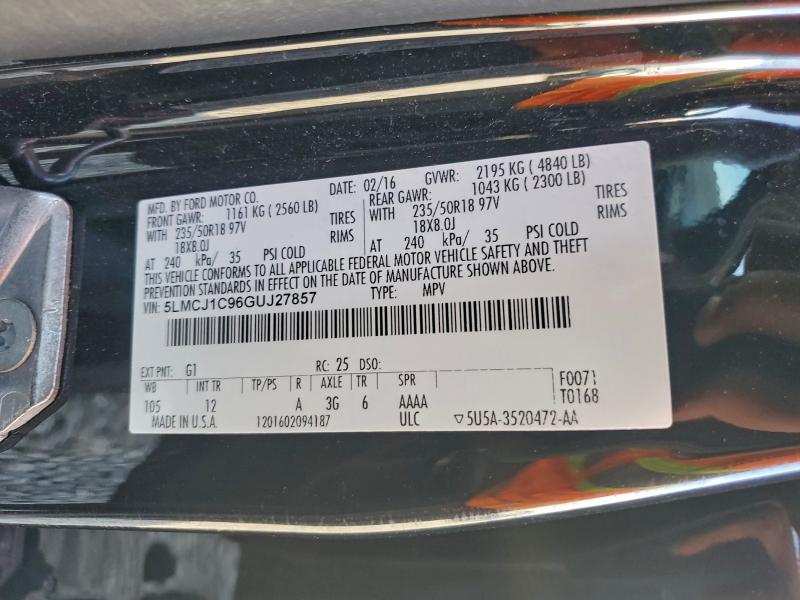 MFD. BY FORD MOTOR CO.
DATE: 02/16 GVWR: 2195 KG ( 4840 LB)
FRONT GAWR: 1161 KG ( 2560 LB)
REAR GAWR: 1043 KG ( 2300 LB)
WITH 235/50R18 97V TIRES
WITH 235/50R18 97V TIRES
18X8.0J RIMS
18X8.0J RIMS
AT 240 kPa/ 35 PSI COLD
AT 240 kPa/ 35 PSI COLD
THIS VEHICLE CONFORMS TO ALL APPLICABLE FEDERAL MOTOR VEHICLE SAFETY AND THEFT
PREVENTION STANDARDS IN EFFECT ON THE DATE OF MANUFACTURE SHOWN ABOVE.
VIN: 5LMCJ1C96GUJ27857 TYPE: MPV
EXT PNT: G1 RC: 25 DSO: F0071
WB INT TR TP/PS R AXLE TR SPR T0168
105 12 A 3G 6 AAAA
MADE IN U.S.A. 1201602094187 ULC ▽5U5A-3520472-AA